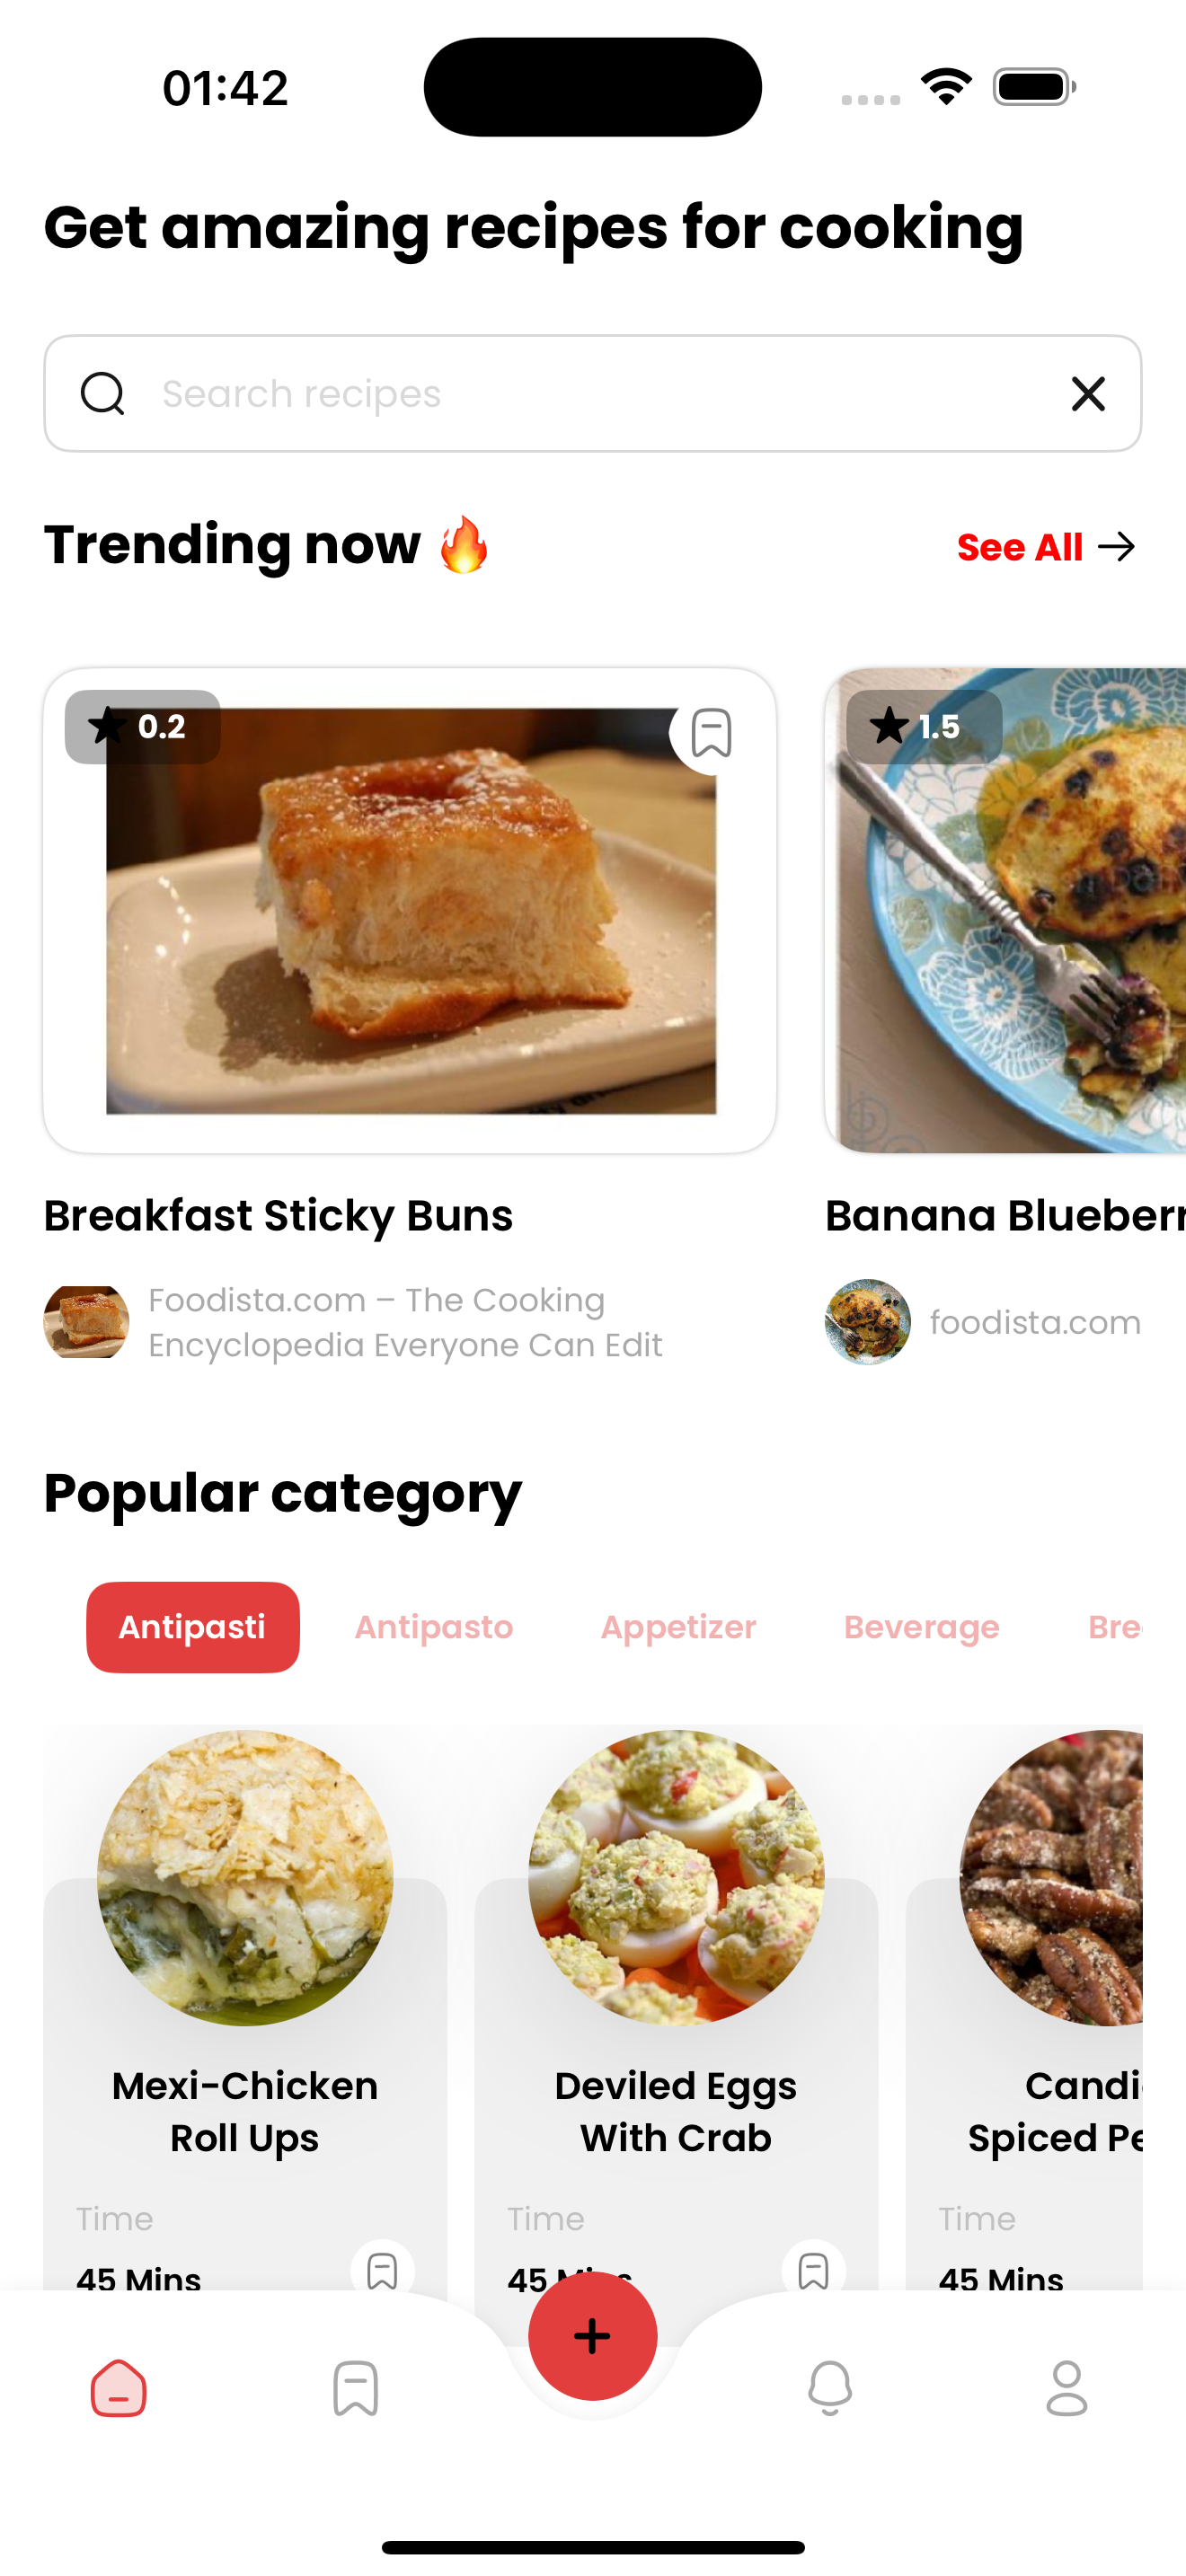 01:42
Get amazing recipes for cooking
Search recipes
Trending now 🔥
See All
0.2
1.5
Breakfast Sticky Buns
Banana Blueberr
Foodista.com – The Cooking
Encyclopedia Everyone Can Edit
foodista.com
Popular category
Antipasti
Antipasto
Appetizer
Beverage
Bre
Mexi-Chicken
Roll Ups
Deviled Eggs
With Crab
Candi
Spiced Pe
Time
Time
Time
45 Mins
45 Mins
45 Mins